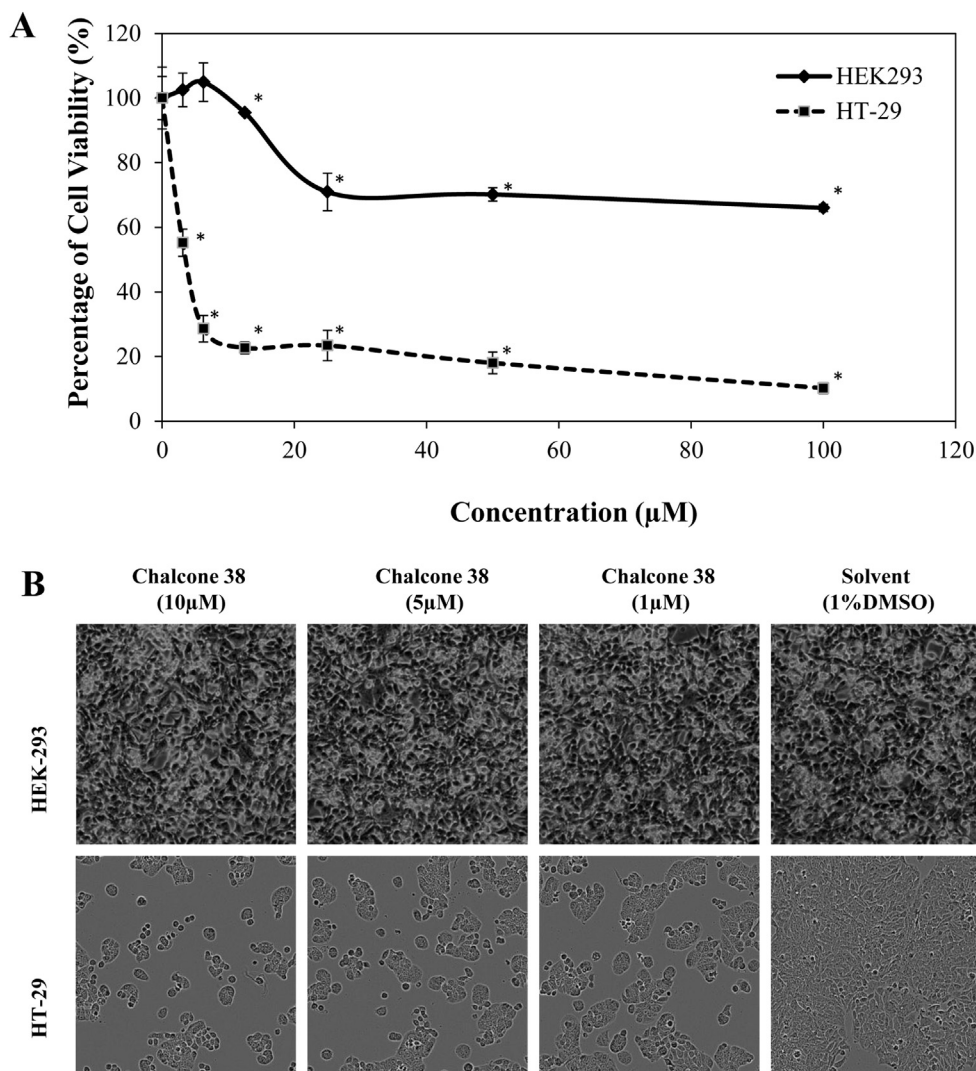 A
120
100
80
60
40
20
0
Percentage of Cell Viability (%)
HEK293
HT-29
*
*
*
*
*
*
*
*
*
*
0 20 40 60 80 100 120
Concentration (µM)
B
Chalcone 38
(10µM)
Chalcone 38
(5µM)
Chalcone 38
(1µM)
Solvent
(1%DMSO)
HEK-293
HT-29